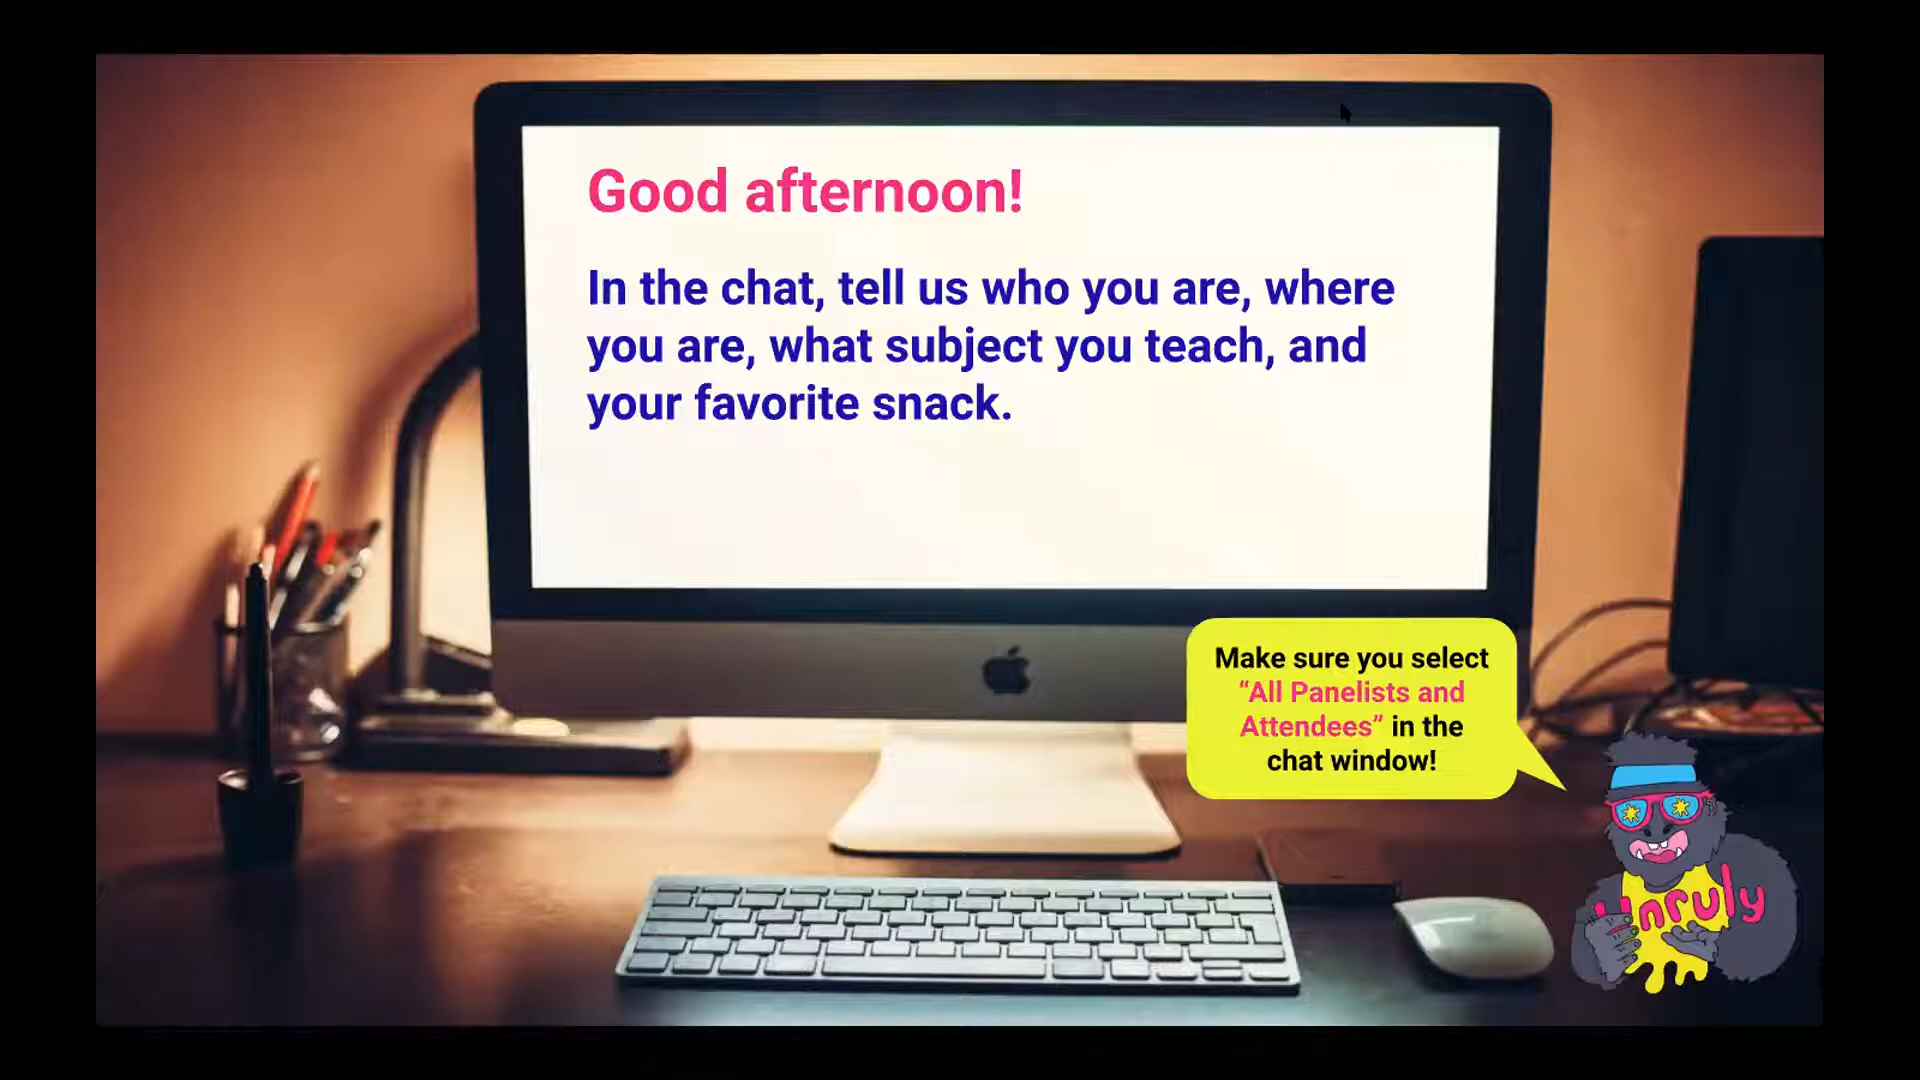 Good afternoon!
In the chat, tell us who you are, where
you are, what subject you teach, and
your favorite snack.
Make sure you select
“All Panelists and
Attendees” in the
chat window!
Unruly